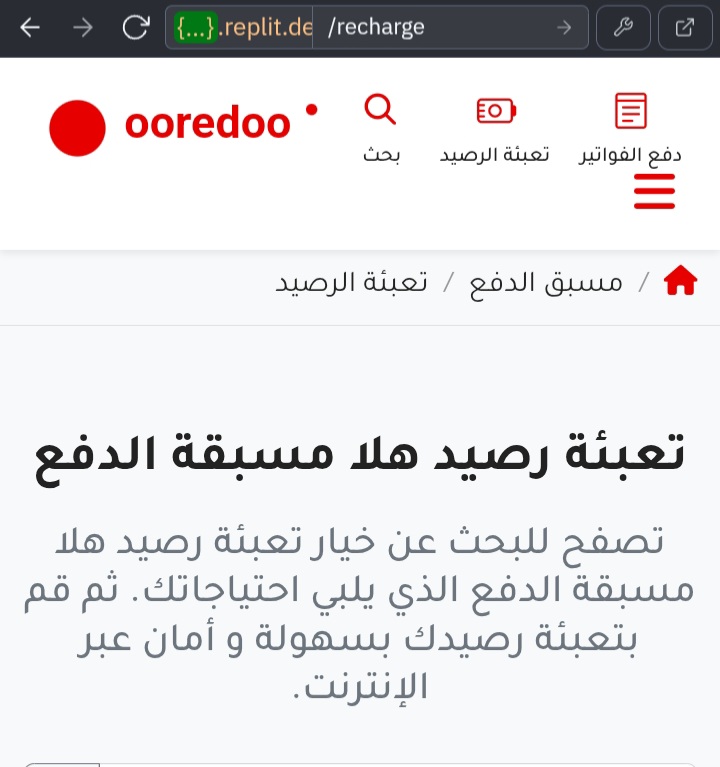 {...}.replit.de /recharge
ooredoo
بحث
تعبئة الرصيد
دفع الفواتير
/ مسبق الدفع / تعبئة الرصيد
تعبئة رصيد هلا مسبقة الدفع
تصفح للبحث عن خيار تعبئة رصيد هلا
مسبقة الدفع الذي يلبي احتياجاتك. ثم قم
بتعبئة رصيدك بسهولة و أمان عبر
الإنترنت.